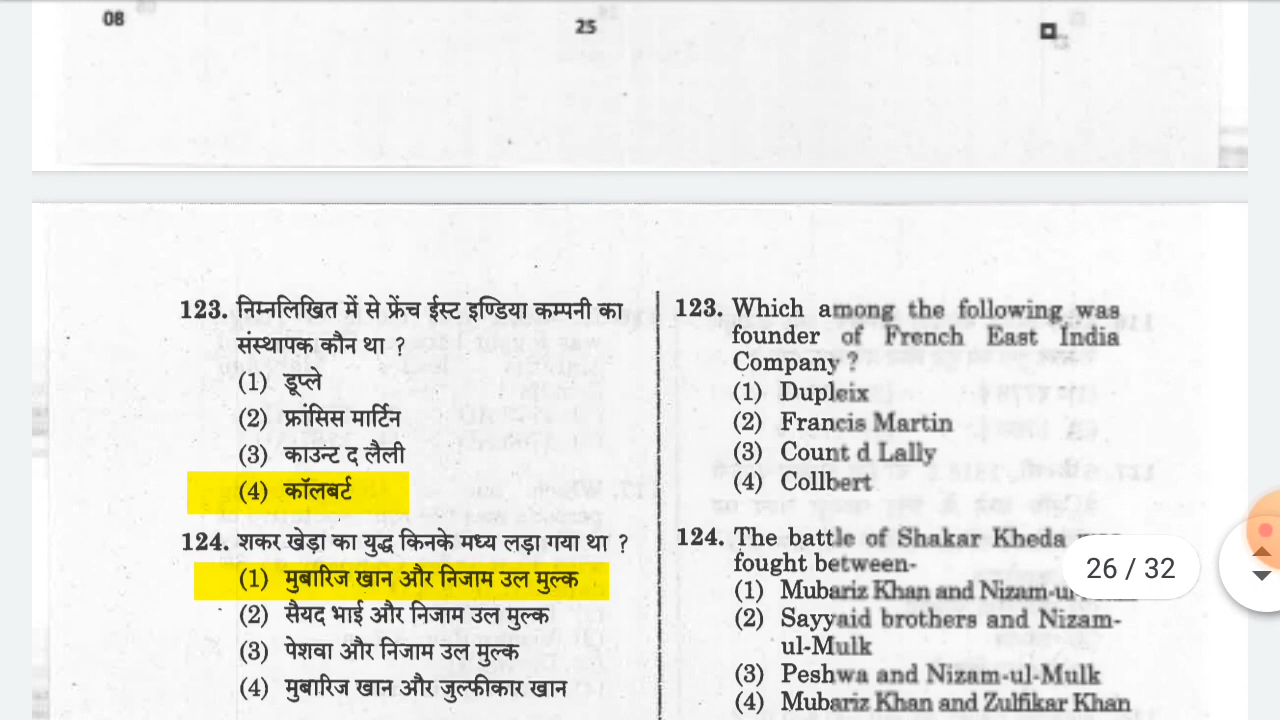 08
25
123. निम्नलिखित में से फ्रेंच ईस्ट इण्डिया कम्पनी का
संस्थापक कौन था ?
(1) डूप्ले
(2) फ्रांसिस मार्टिन
(3) काउन्ट द लैली
(4) कॉलबर्ट
124. शकर खेड़ा का युद्ध किनके मध्य लड़ा गया था ?
(1) मुबारिज खान और निजाम उल मुल्क
(2) सैयद भाई और निजाम उल मुल्क
(3) पेशवा और निजाम उल मुल्क
(4) मुबारिज खान और जुल्फीकार खान
123. Which among the following was
founder of French East India
Company ?
(1) Dupleix
(2) Francis Martin
(3) Count d Lally
(4) Collbert
124. The battle of Shakar Kheda
fought between-
(1) Mubariz Khan and
(2) Sayyaid brothers and Nizam-
ul-Mulk
(3) Peshwa and Nizam-ul-Mulk
(4) Mubariz Khan and Zulfikar Khan
26 / 32